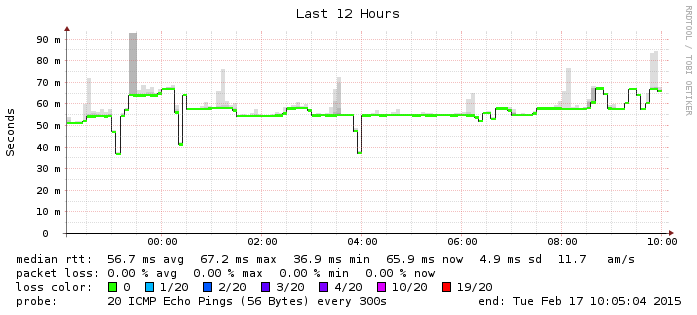 Last 12 Hours
RRDTOOL / TOBI OETIKER
Seconds
90 m
80 m
70 m
60 m
50 m
40 m
30 m
20 m
10 m
0
00:00 02:00 04:00 06:00 08:00 10:00
median rtt: 56.7 ms avg 67.2 ms max 36.9 ms min 65.9 ms now 4.9 ms sd 11.7 am/s
packet loss: 0.00 % avg 0.00 % max 0.00 % min 0.00 % now
loss color: 0 1/20 2/20 3/20 4/20 10/20 19/20
probe: 20 ICMP Echo Pings (56 Bytes) every 300s end: Tue Feb 17 10:05:04 2015